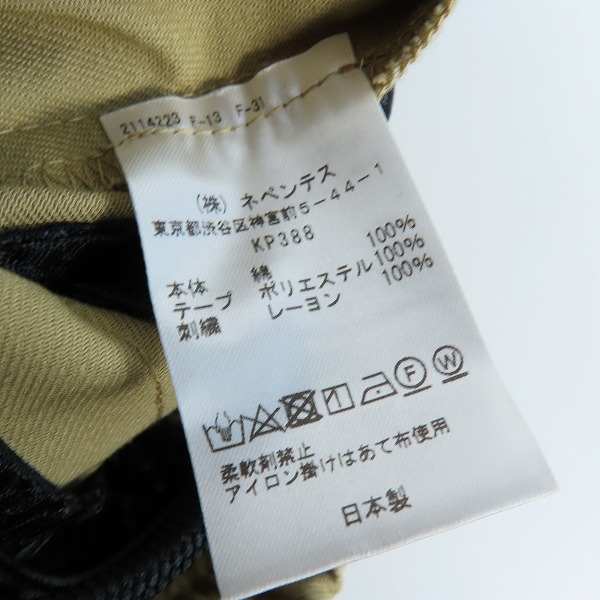 2114223 F-13 F-31
(株) ネペンテス
東京都渋谷区神宮前5-44-1
KP388
本体 綿 100%
テープ ポリエステル 100%
刺繍 レーヨン 100%
F W
柔軟剤禁止
アイロン掛けはあて布使用
日本製